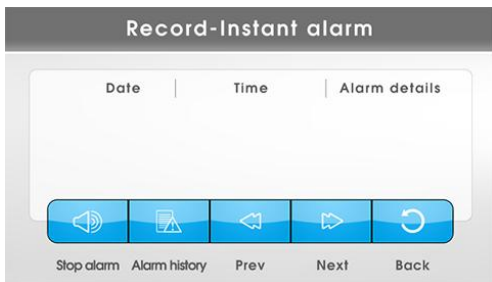 Record-Instant alarm
Date Time Alarm details
Stop alarm Alarm history Prev Next Back